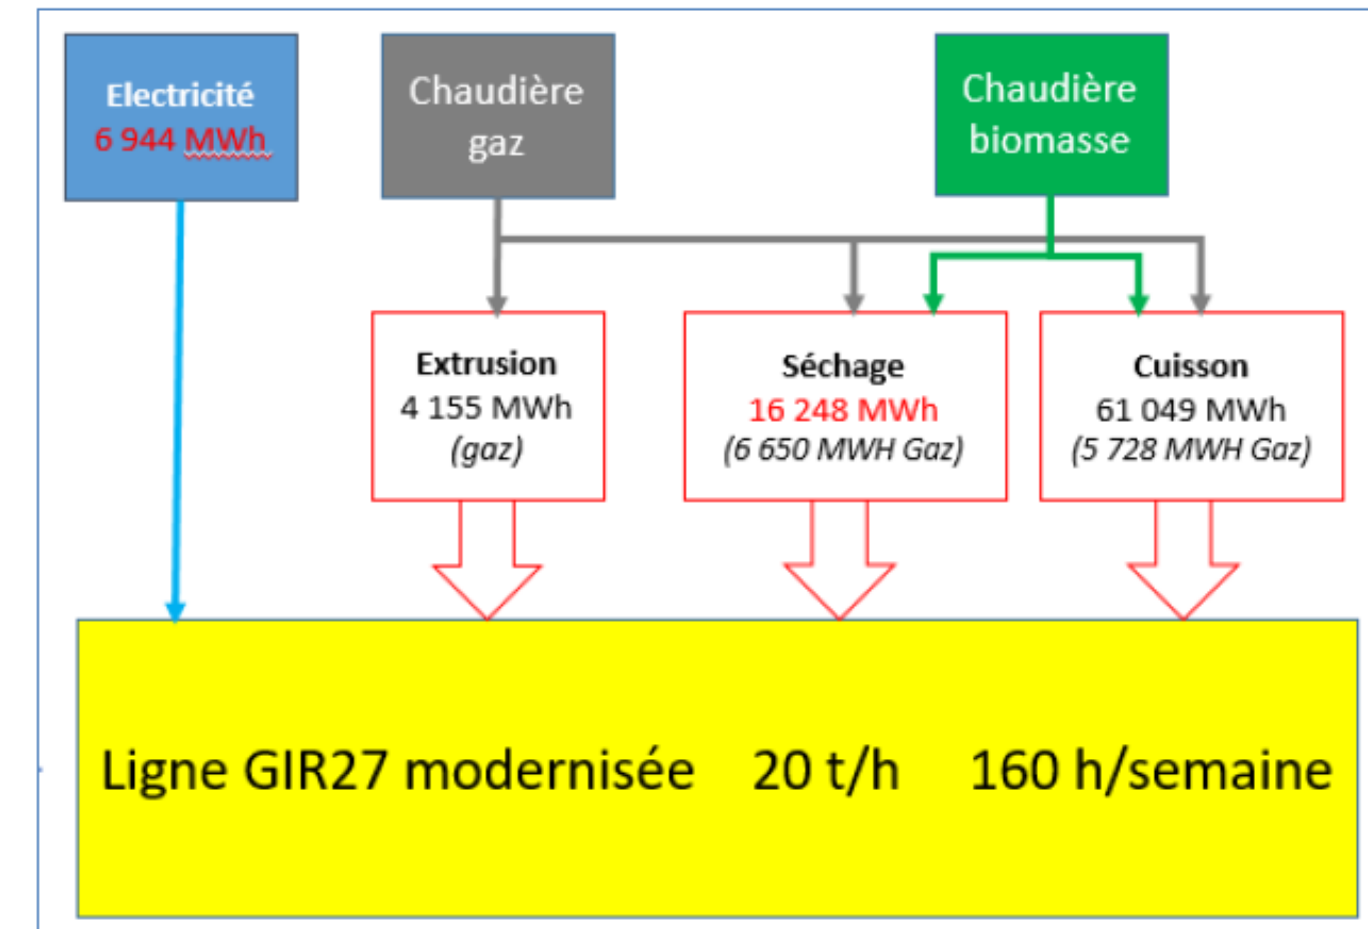 Electricité
6 944 MWh
Chaudière
gaz
Chaudière
biomasse
Extrusion
4 155 MWh
(gaz)
Séchage
16 248 MWh
(6 650 MWH Gaz)
Cuisson
61 049 MWh
(5 728 MWH Gaz)
Ligne GIR27 modernisée 20 t/h 160 h/semaine